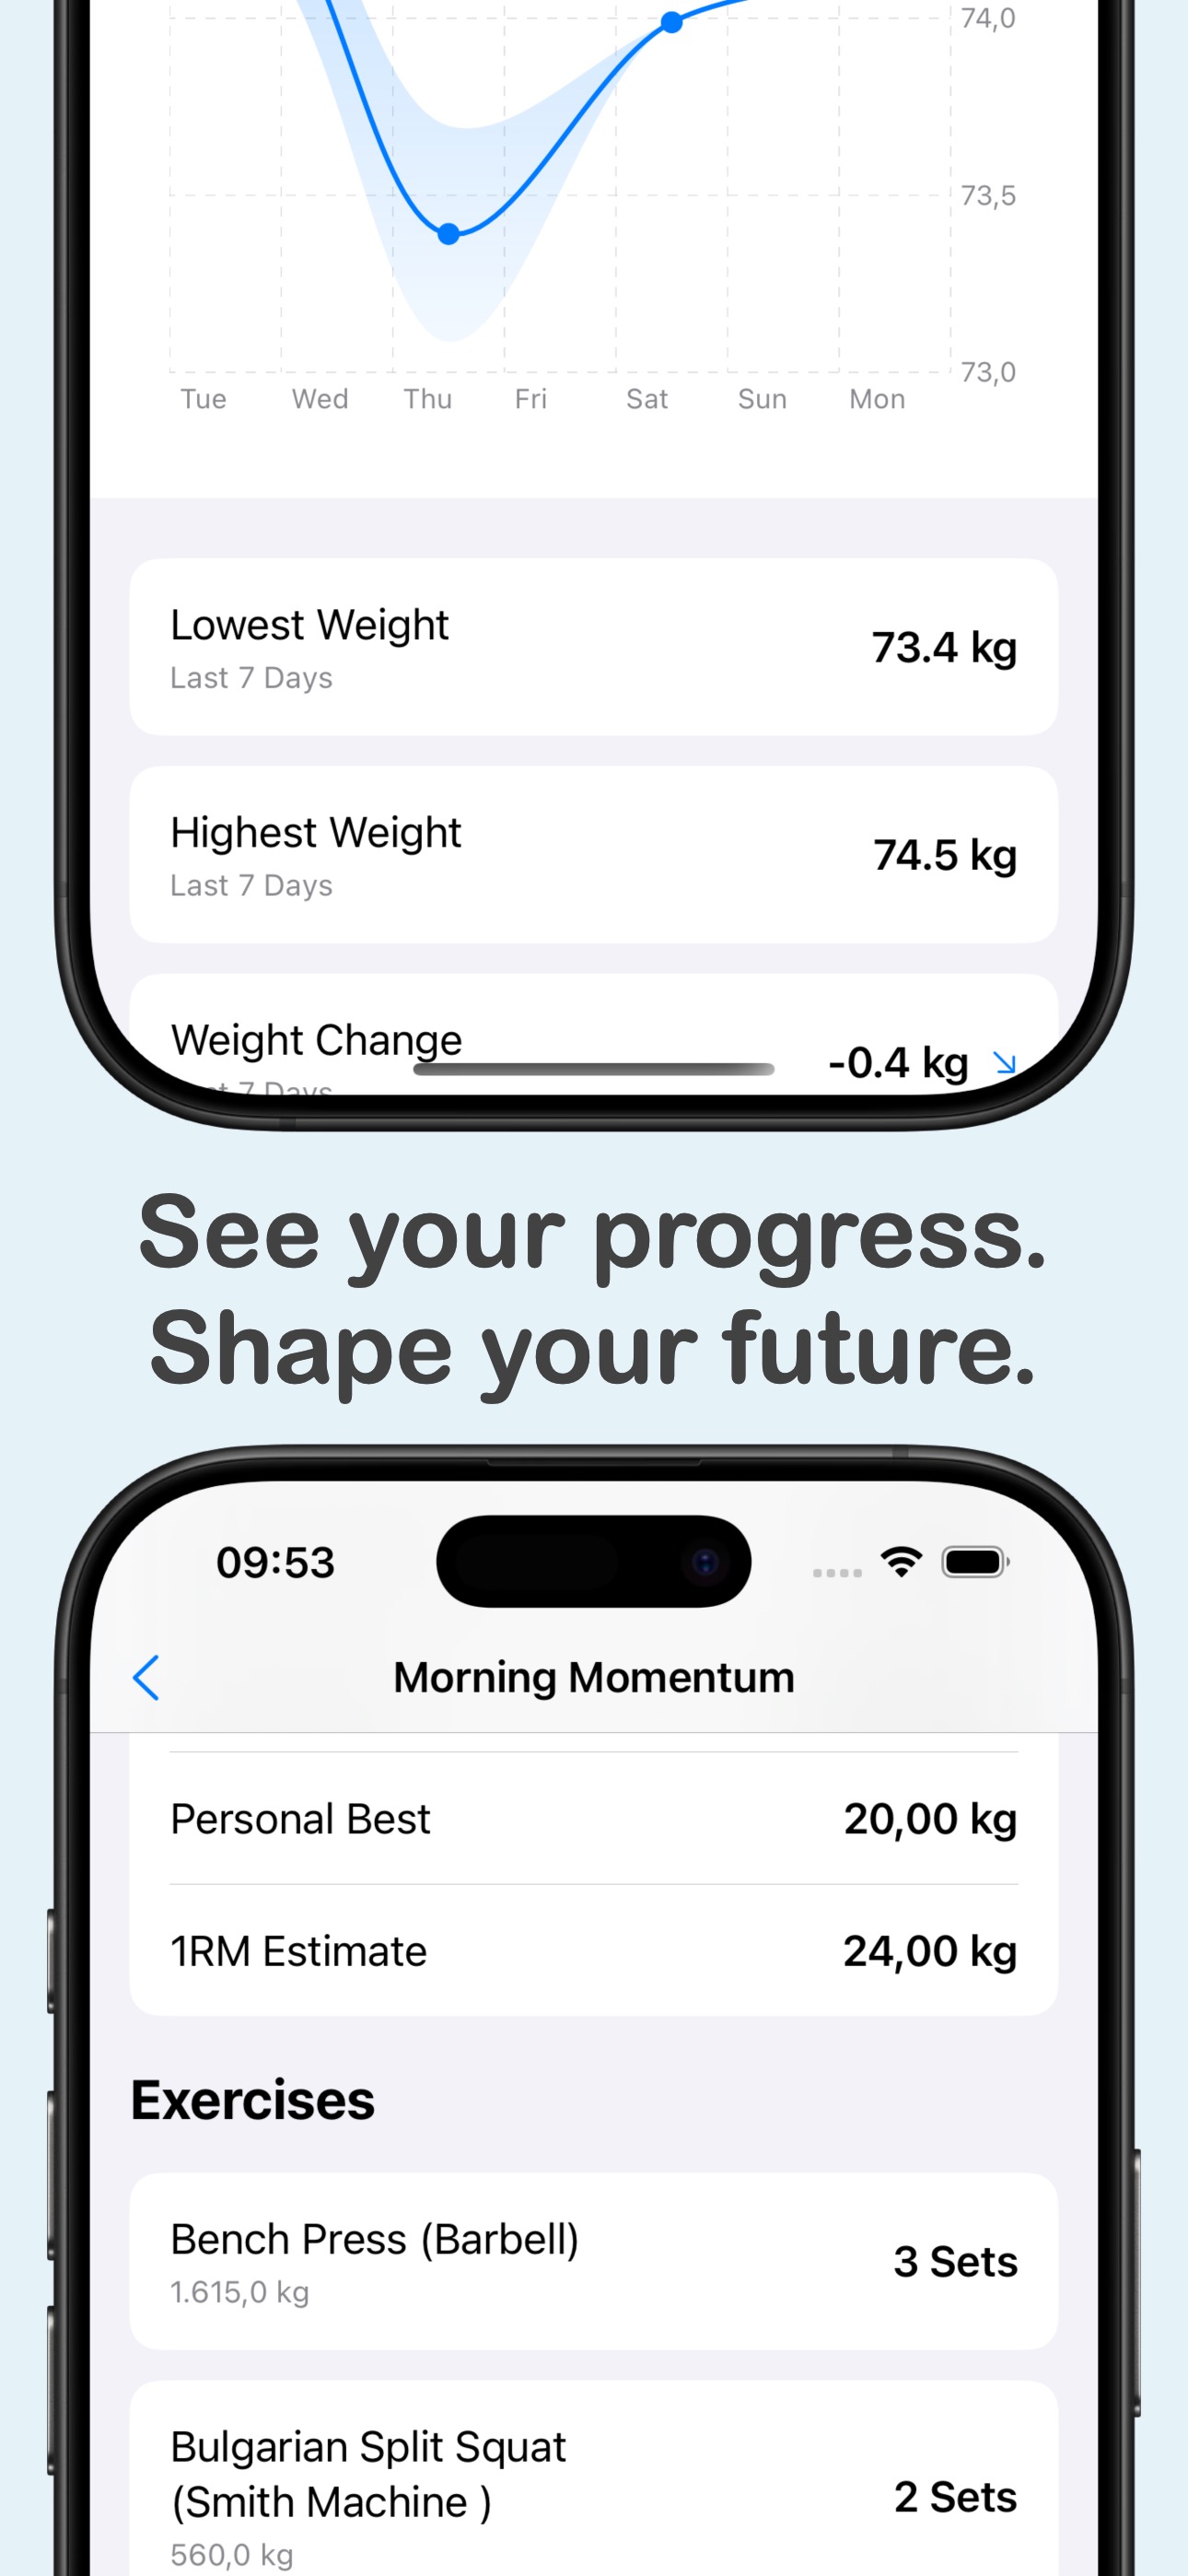 74,0
73,5
73,0
Tue Wed Thu Fri Sat Sun Mon
Lowest Weight
73.4 kg
Last 7 Days
Highest Weight
74.5 kg
Last 7 Days
Weight Change
-0.4 kg
7 Days
See your progress.
Shape your future.
09:53
Morning Momentum
Personal Best 20,00 kg
1RM Estimate 24,00 kg
Exercises
Bench Press (Barbell)
3 Sets
1.615,0 kg
Bulgarian Split Squat
(Smith Machine )
2 Sets
560,0 kg